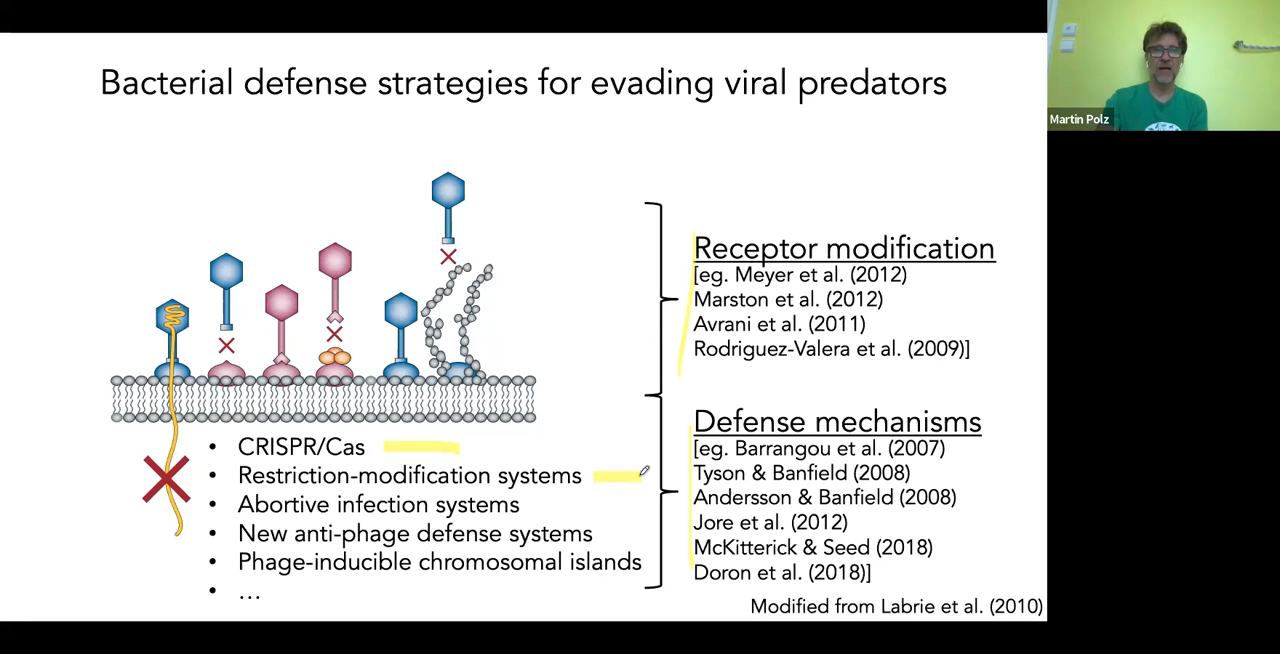 Bacterial defense strategies for evading viral predators
Martin Polz
Receptor modification
[eg. Meyer et al. (2012)
Marston et al. (2012)
Avrani et al. (2011)
Rodriguez-Valera et al. (2009)]
• CRISPR/Cas
• Restriction-modification systems
• Abortive infection systems
• New anti-phage defense systems
• Phage-inducible chromosomal islands
• ...
Defense mechanisms
[eg. Barrangou et al. (2007)
Tyson & Banfield (2008)
Andersson & Banfield (2008)
Jore et al. (2012)
McKitterick & Seed (2018)
Doron et al. (2018)]
Modified from Labrie et al. (2010)